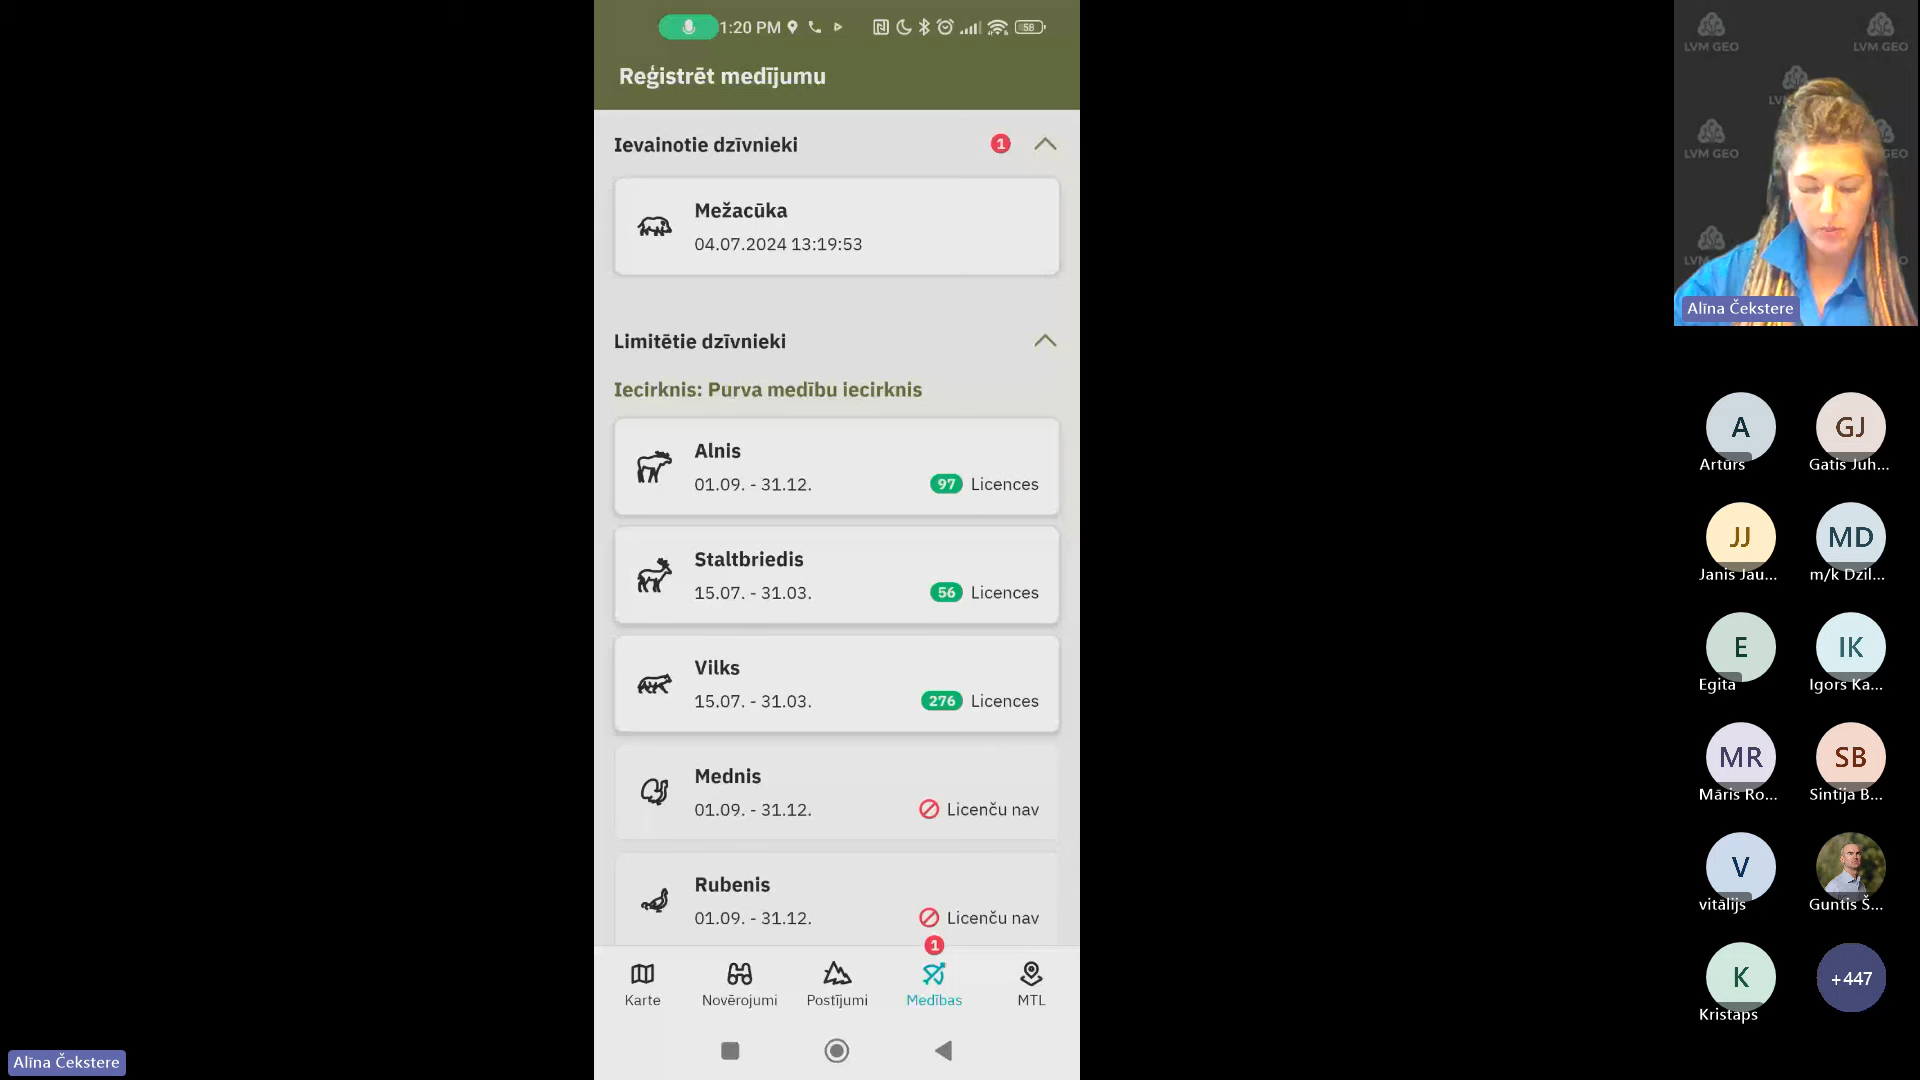 1:20 PM
58
Reģistrēt medījumu
Ievainotie dzīvnieki
1
Mežacūka
04.07.2024 13:19:53
Limitētie dzīvnieki
Iecirknis: Purva medību iecirknis
Alnis
01.09. - 31.12.
97 Licences
Staltbriedis
15.07. - 31.03.
56 Licences
Vilks
15.07. - 31.03.
276 Licences
Mednis
01.09. - 31.12.
Licenču nav
Rubenis
01.09. - 31.12.
Licenču nav
1
Karte
Novērojumi
Postījumi
Medības
MTL
Alīna Čekstere
LVM GEO
LVM GEO
LVM GEO
Alīna Čekstere
A
Artūrs
GJ
Gatis Juh...
JJ
Janis Jau...
MD
m/k Dzil...
E
Egita
IK
Igors Ka...
MR
Māris Ro...
SB
Sintija B...
V
vitālijs
Guntis Š...
K
Kristaps
+447